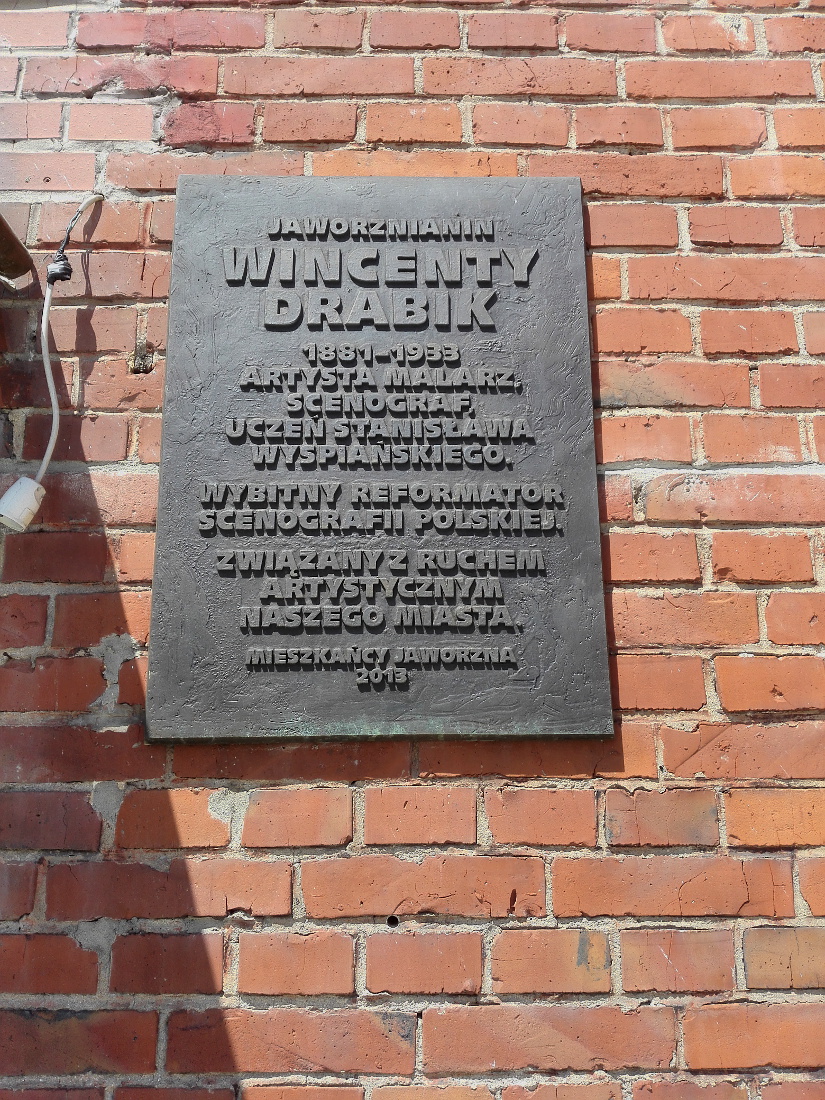 JAWORZNIANIN
WINCENTY
DRABIK
1881-1933
ARTYSTA MALARZ,
SCENOGRAF,
UCZEŃ STANISŁAWA
WYSPIAŃSKIEGO.
WYBITNY REFORMATOR
SCENOGRAFII POLSKIEJ.
ZWIĄZANY Z RUCHEM
ARTYSTYCZNYM
NASZEGO MIASTA.
MIESZKAŃCY JAWORZNA
2013